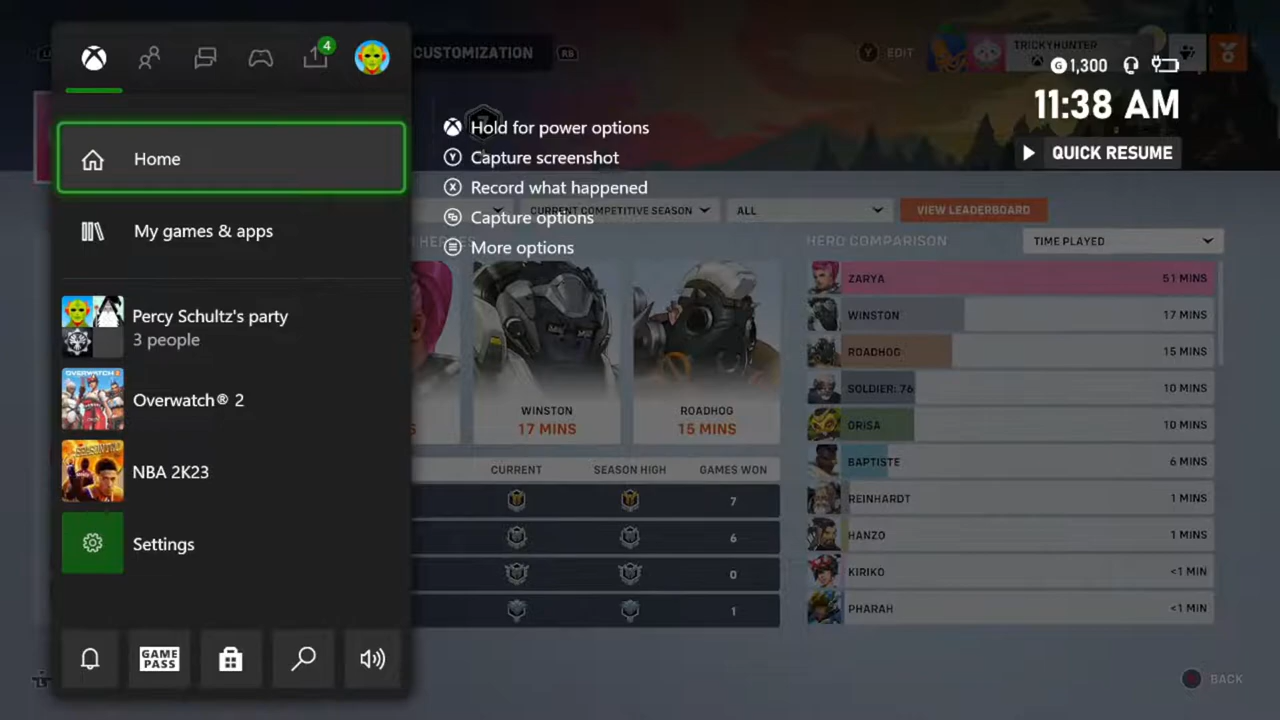 4
Home
My games & apps
Percy Schultz's party
3 people
Overwatch® 2
NBA 2K23
Settings
GAME PASS
Hold for power options
Y Capture screenshot
X Record what happened
Capture options
More options
CUSTOMIZATION
RB
Y EDIT
TRICKYHUNTER
G 1,300
11:38 AM
QUICK RESUME
CURRENT COMPETITIVE SEASON
ALL
VIEW LEADERBOARD
WINSTON
17 MINS
ROADHOG
15 MINS
CURRENT SEASON HIGH GAMES WON
7
6
0
1
HERO COMPARISON
TIME PLAYED
ZARYA 51 MINS
WINSTON 17 MINS
ROADHOG 15 MINS
SOLDIER: 76 10 MINS
ORISA 10 MINS
BAPTISTE 6 MINS
REINHARDT 1 MINS
HANZO 1 MINS
KIRIKO <1 MIN
PHARAH <1 MIN
BACK